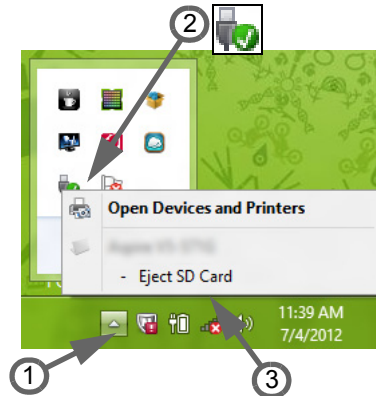 2
Open Devices and Printers
- Eject SD Card
11:39 AM
7/4/2012
1
3